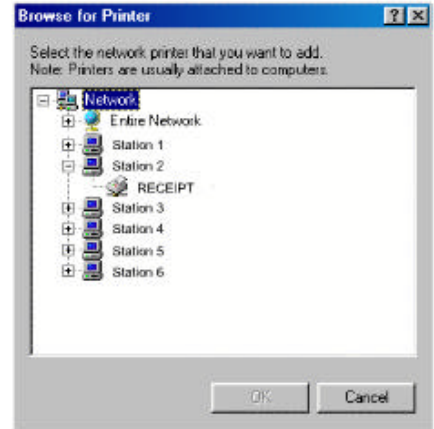 Browse for Printer
Select the network printer that you want to add.
Note: Printers are usually attached to computers.
Network
Entire Network
Station 1
Station 2
RECEIPT
Station 3
Station 4
Station 5
Station 6
OK
Cancel